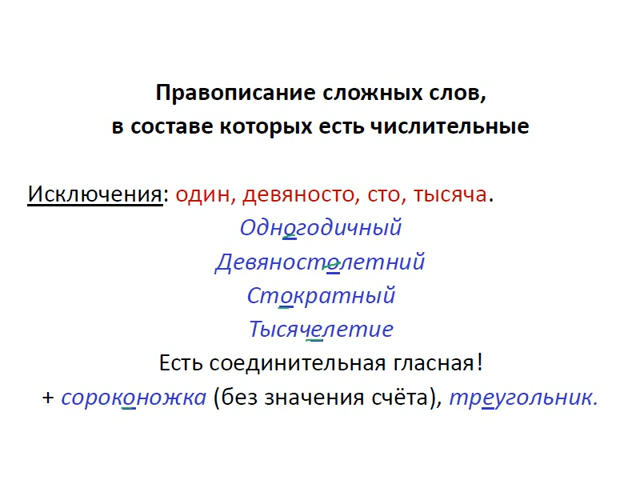 Правописание сложных слов,
в составе которых есть числительные
Исключения: один, девяносто, сто, тысяча.
Одногодичный
Девяностолетний
Стократный
Тысячелетие
Есть соединительная гласная!
+ сороконожка (без значения счёта), треугольник.